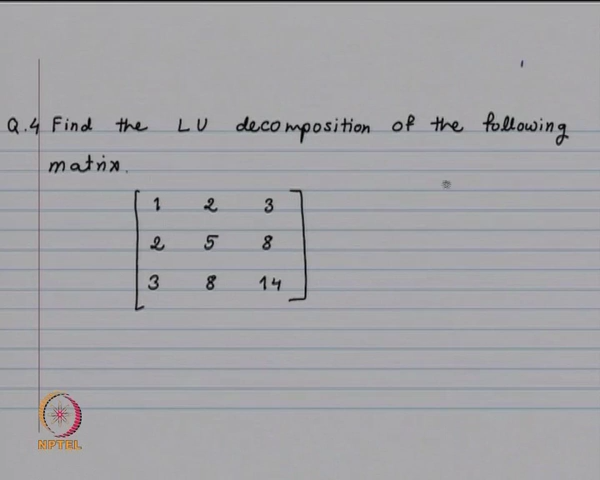 Q.4 Find the LU decomposition of the following
matrix.
1 2 3
2 5 8
3 8 14
NPTEL